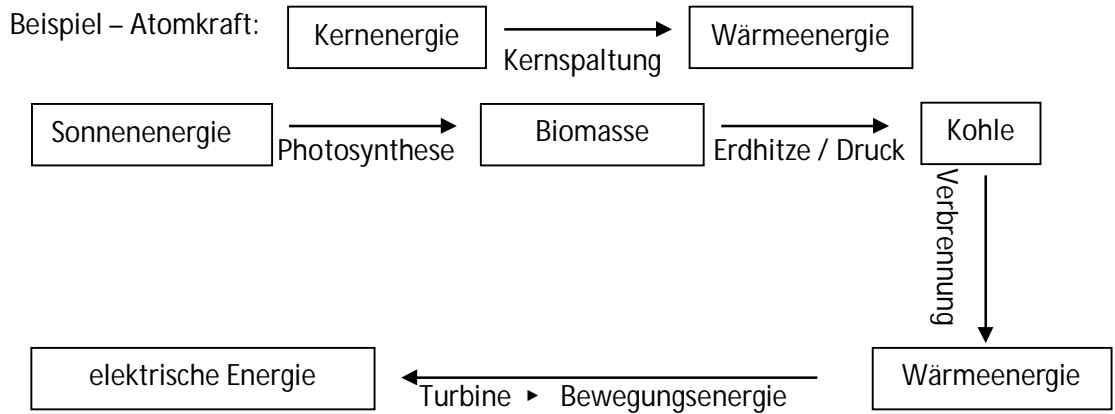 Beispiel – Atomkraft:
Kernenergie
Kernspaltung
Wärmeenergie
Sonnenenergie
Photosynthese
Biomasse
Erdhitze / Druck
Kohle
Verbrennung
Wärmeenergie
Turbine ▸ Bewegungsenergie
elektrische Energie